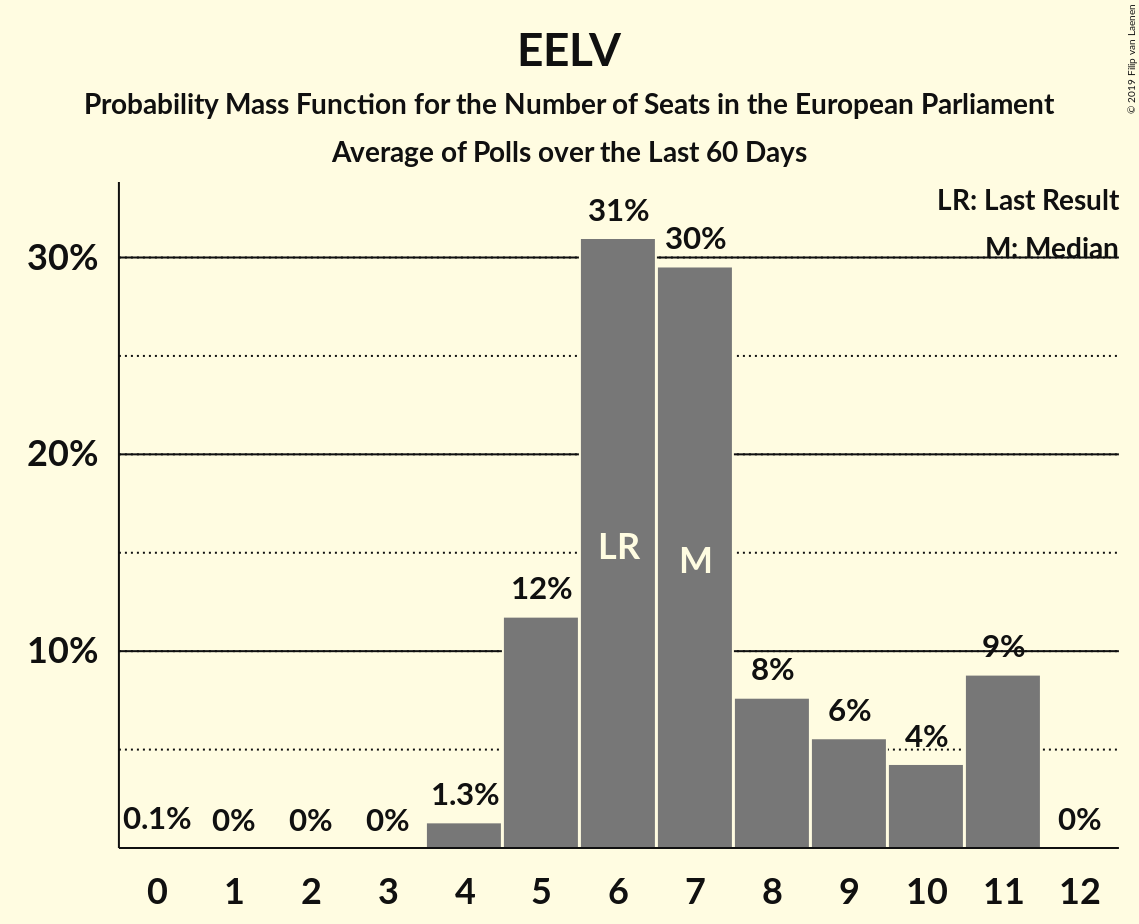 EELV
Probability Mass Function for the Number of Seats in the European Parliament
Average of Polls over the Last 60 Days
© 2019 Filip van Laenen
LR: Last Result
M: Median
30%
20%
10%
0.1%
0%
0%
0%
1.3%
12%
31%
30%
8%
6%
4%
9%
0%
LR
M
0 1 2 3 4 5 6 7 8 9 10 11 12